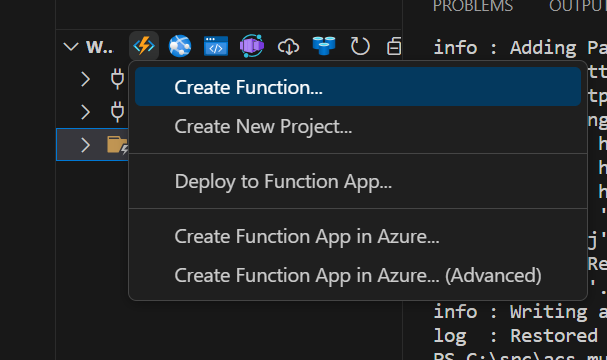 PROBLEMS
OUTPU
W..
info : Adding Pa
Create Function...
Create New Project...
Deploy to Function App...
Create Function App in Azure...
Create Function App in Azure... (Advanced)
tt
tp
ng
h
h
h
'
j'
Re
'.
info : Writing a
log : Restored
PS C:\src\acs mu